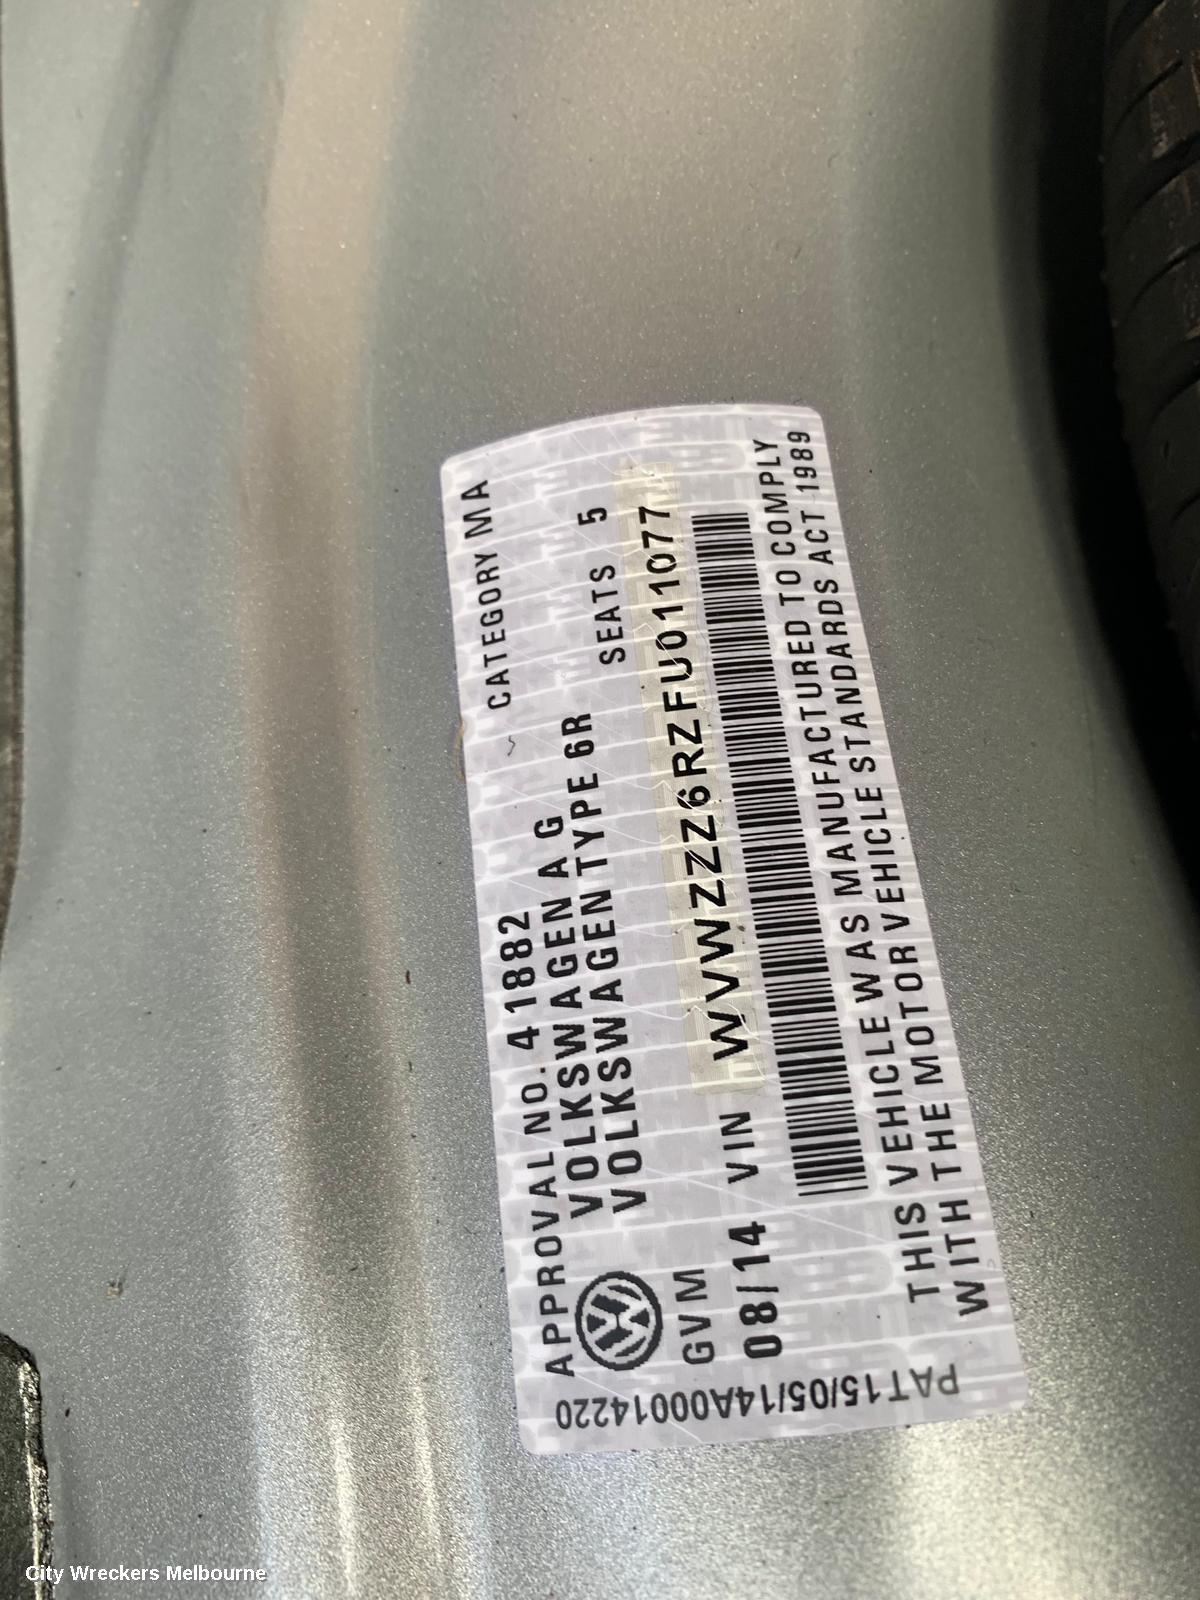 APPROVAL NO. 41882 CATEGORY MA
VOLKSWAGEN A G
VOLKSWAGEN TYPE 6R
GVM SEATS 5
08/14 VIN WVWZZZ6RZFU011077
THIS VEHICLE WAS MANUFACTURED TO COMPLY
WITH THE MOTOR VEHICLE STANDARDS ACT 1989
PAT15/05/14A00014220
City Wreckers Melbourne